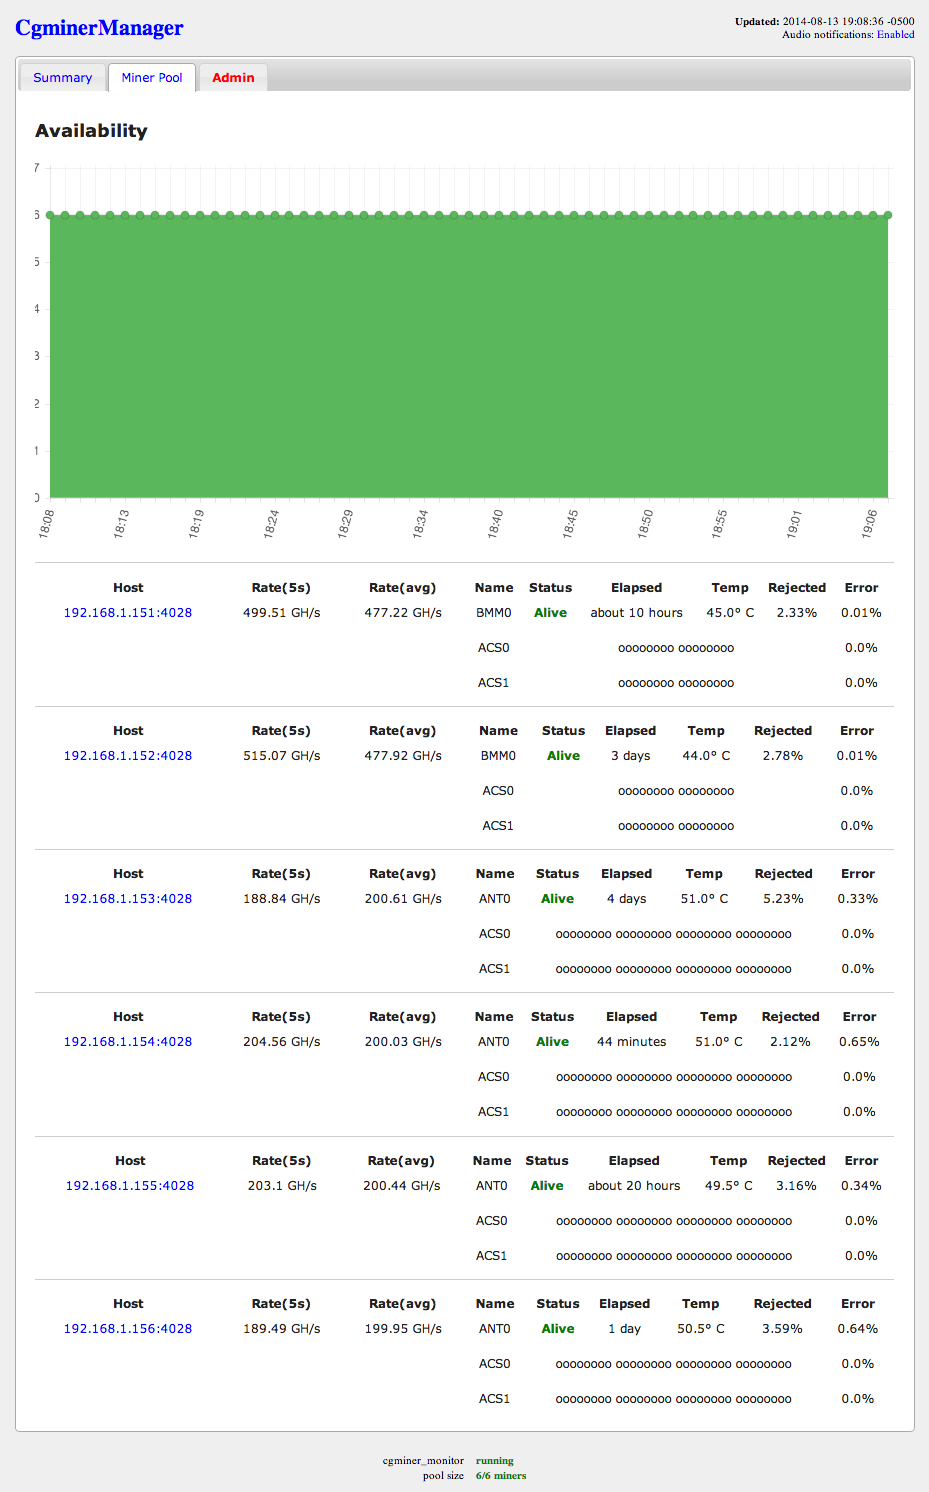 CgminerManager
Updated: 2014-08-13 19:08:36 -0500
Audio notifications: Enabled
Summary Miner Pool Admin
Availability
7
6
5
4
3
2
1
0
18:08 18:13 18:19 18:24 18:29 18:34 18:40 18:45 18:50 18:55 19:01 19:06
Host Rate(5s) Rate(avg) Name Status Elapsed Temp Rejected Error
192.168.1.151:4028 499.51 GH/s 477.22 GH/s BMM0 Alive about 10 hours 45.0° C 2.33% 0.01%
ACS0 oooooooo oooooooo 0.0%
ACS1 oooooooo oooooooo 0.0%
Host Rate(5s) Rate(avg) Name Status Elapsed Temp Rejected Error
192.168.1.152:4028 515.07 GH/s 477.92 GH/s BMM0 Alive 3 days 44.0° C 2.78% 0.01%
ACS0 oooooooo oooooooo 0.0%
ACS1 oooooooo oooooooo 0.0%
Host Rate(5s) Rate(avg) Name Status Elapsed Temp Rejected Error
192.168.1.153:4028 188.84 GH/s 200.61 GH/s ANT0 Alive 4 days 51.0° C 5.23% 0.33%
ACS0 oooooooo oooooooo oooooooo oooooooo 0.0%
ACS1 oooooooo oooooooo oooooooo oooooooo 0.0%
Host Rate(5s) Rate(avg) Name Status Elapsed Temp Rejected Error
192.168.1.154:4028 204.56 GH/s 200.03 GH/s ANT0 Alive 44 minutes 51.0° C 2.12% 0.65%
ACS0 oooooooo oooooooo oooooooo oooooooo 0.0%
ACS1 oooooooo oooooooo oooooooo oooooooo 0.0%
Host Rate(5s) Rate(avg) Name Status Elapsed Temp Rejected Error
192.168.1.155:4028 203.1 GH/s 200.44 GH/s ANT0 Alive about 20 hours 49.5° C 3.16% 0.34%
ACS0 oooooooo oooooooo oooooooo oooooooo 0.0%
ACS1 oooooooo oooooooo oooooooo oooooooo 0.0%
Host Rate(5s) Rate(avg) Name Status Elapsed Temp Rejected Error
192.168.1.156:4028 189.49 GH/s 199.95 GH/s ANT0 Alive 1 day 50.5° C 3.59% 0.64%
ACS0 oooooooo oooooooo oooooooo oooooooo 0.0%
ACS1 oooooooo oooooooo oooooooo oooooooo 0.0%
cgminer_monitor running
pool size 6/6 miners